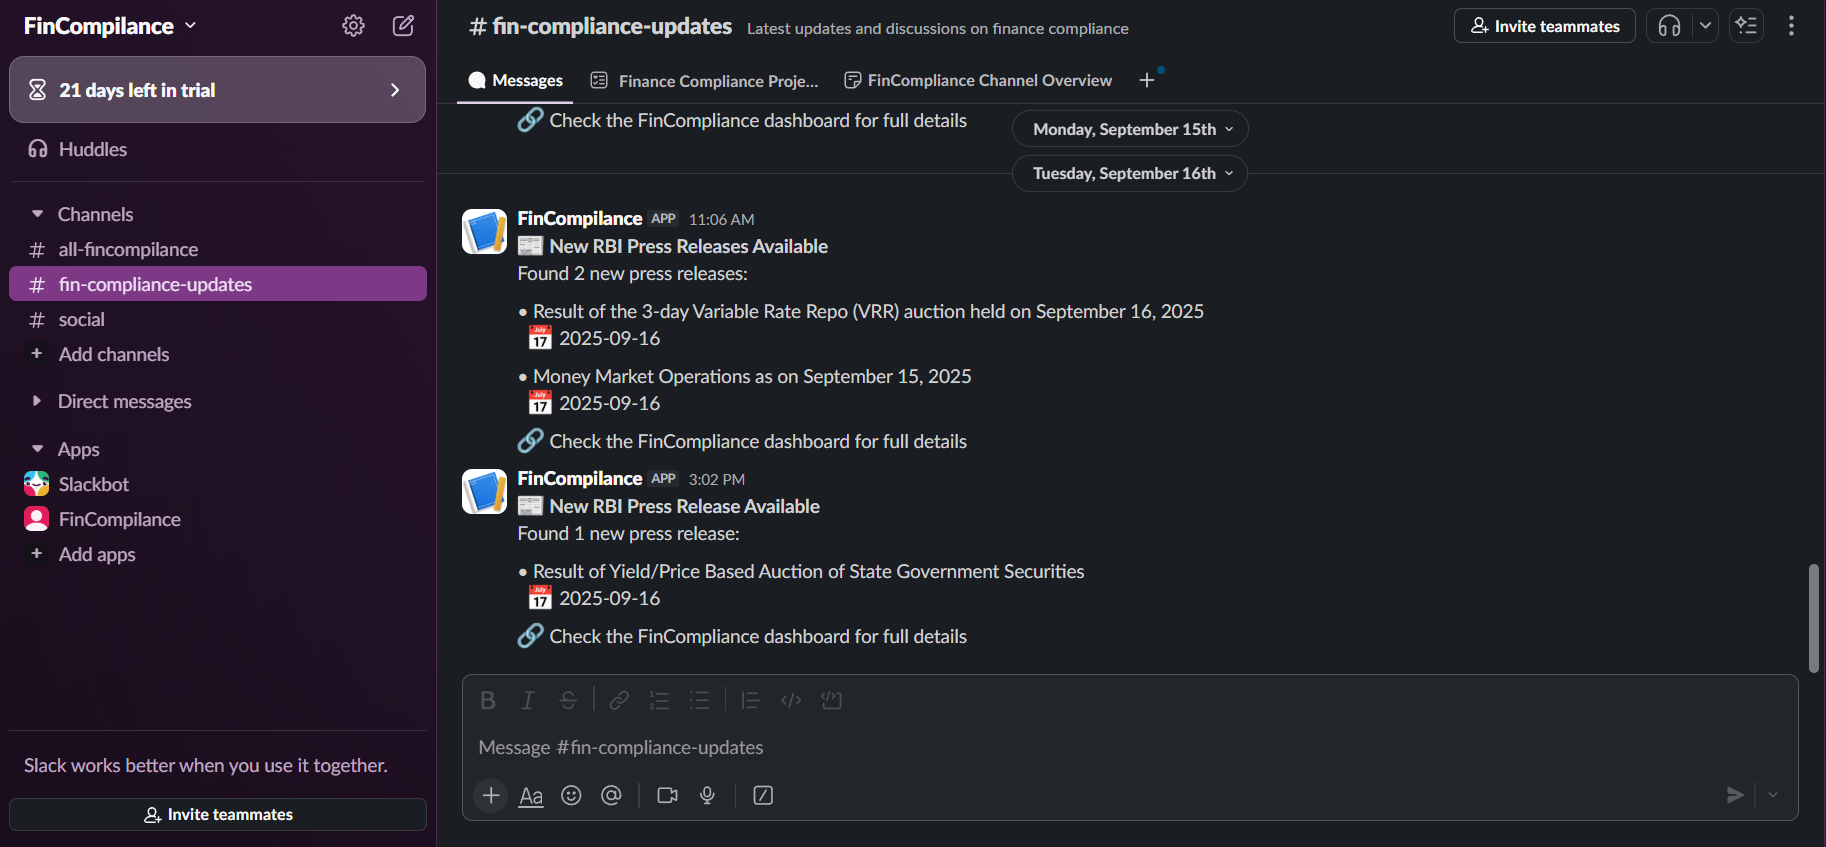 FinCompilance
21 days left in trial
Huddles
Channels
# all-fincompilance
# fin-compliance-updates
# social
+ Add channels
Direct messages
Apps
Slackbot
FinCompilance
+ Add apps
Slack works better when you use it together.
Invite teammates
# fin-compliance-updates Latest updates and discussions on finance compliance
Invite teammates
Messages Finance Compliance Proje... FinCompliance Channel Overview +
🔗 Check the FinCompliance dashboard for full details
Monday, September 15th
Tuesday, September 16th
FinCompilance APP 11:06 AM
📰 New RBI Press Releases Available
Found 2 new press releases:
• Result of the 3-day Variable Rate Repo (VRR) auction held on September 16, 2025
📅 2025-09-16
• Money Market Operations as on September 15, 2025
📅 2025-09-16
🔗 Check the FinCompliance dashboard for full details
FinCompilance APP 3:02 PM
📰 New RBI Press Release Available
Found 1 new press release:
• Result of Yield/Price Based Auction of State Government Securities
📅 2025-09-16
🔗 Check the FinCompliance dashboard for full details
Message #fin-compliance-updates
Aa